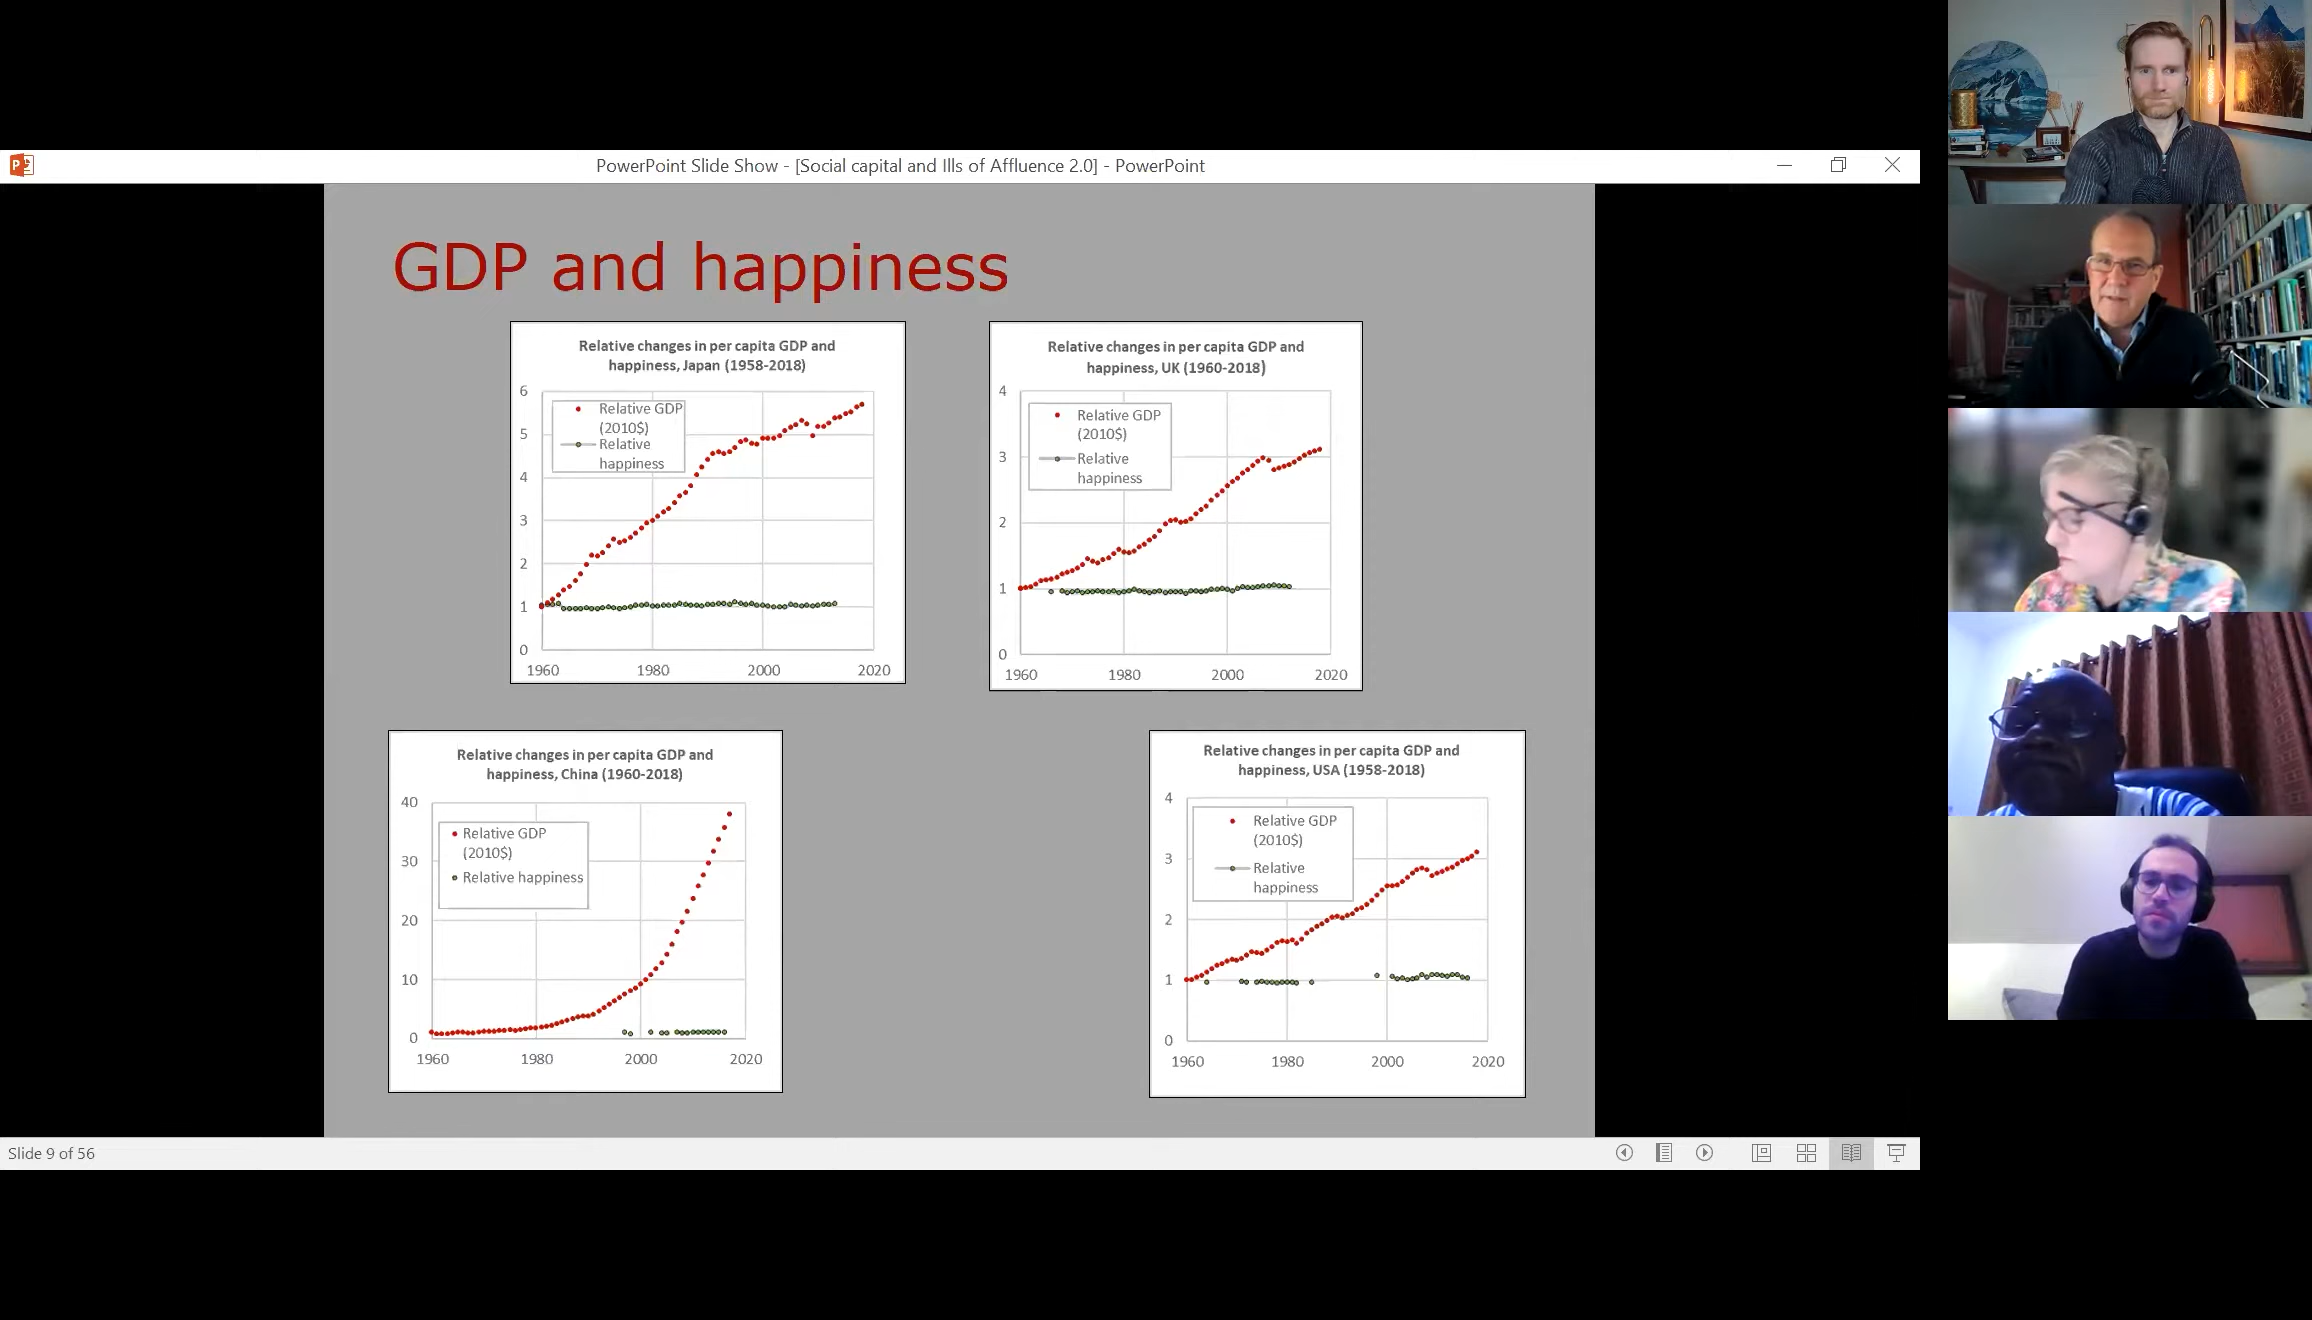 PowerPoint Slide Show - [Social capital and Ills of Affluence 2.0] - PowerPoint
GDP and happiness
Relative changes in per capita GDP and
happiness, Japan (1958-2018)
6
5
4
3
2
1
0
Relative GDP
(2010$)
Relative
happiness
1960
1980
2000
2020
Relative changes in per capita GDP and
happiness, UK (1960-2018)
4
3
2
1
0
Relative GDP
(2010$)
Relative
happiness
1960
1980
2000
2020
Relative changes in per capita GDP and
happiness, China (1960-2018)
40
30
20
10
0
Relative GDP
(2010$)
Relative happiness
1960
1980
2000
2020
Relative changes in per capita GDP and
happiness, USA (1958-2018)
4
3
2
1
0
Relative GDP
(2010$)
Relative
happiness
1960
1980
2000
2020
Slide 9 of 56